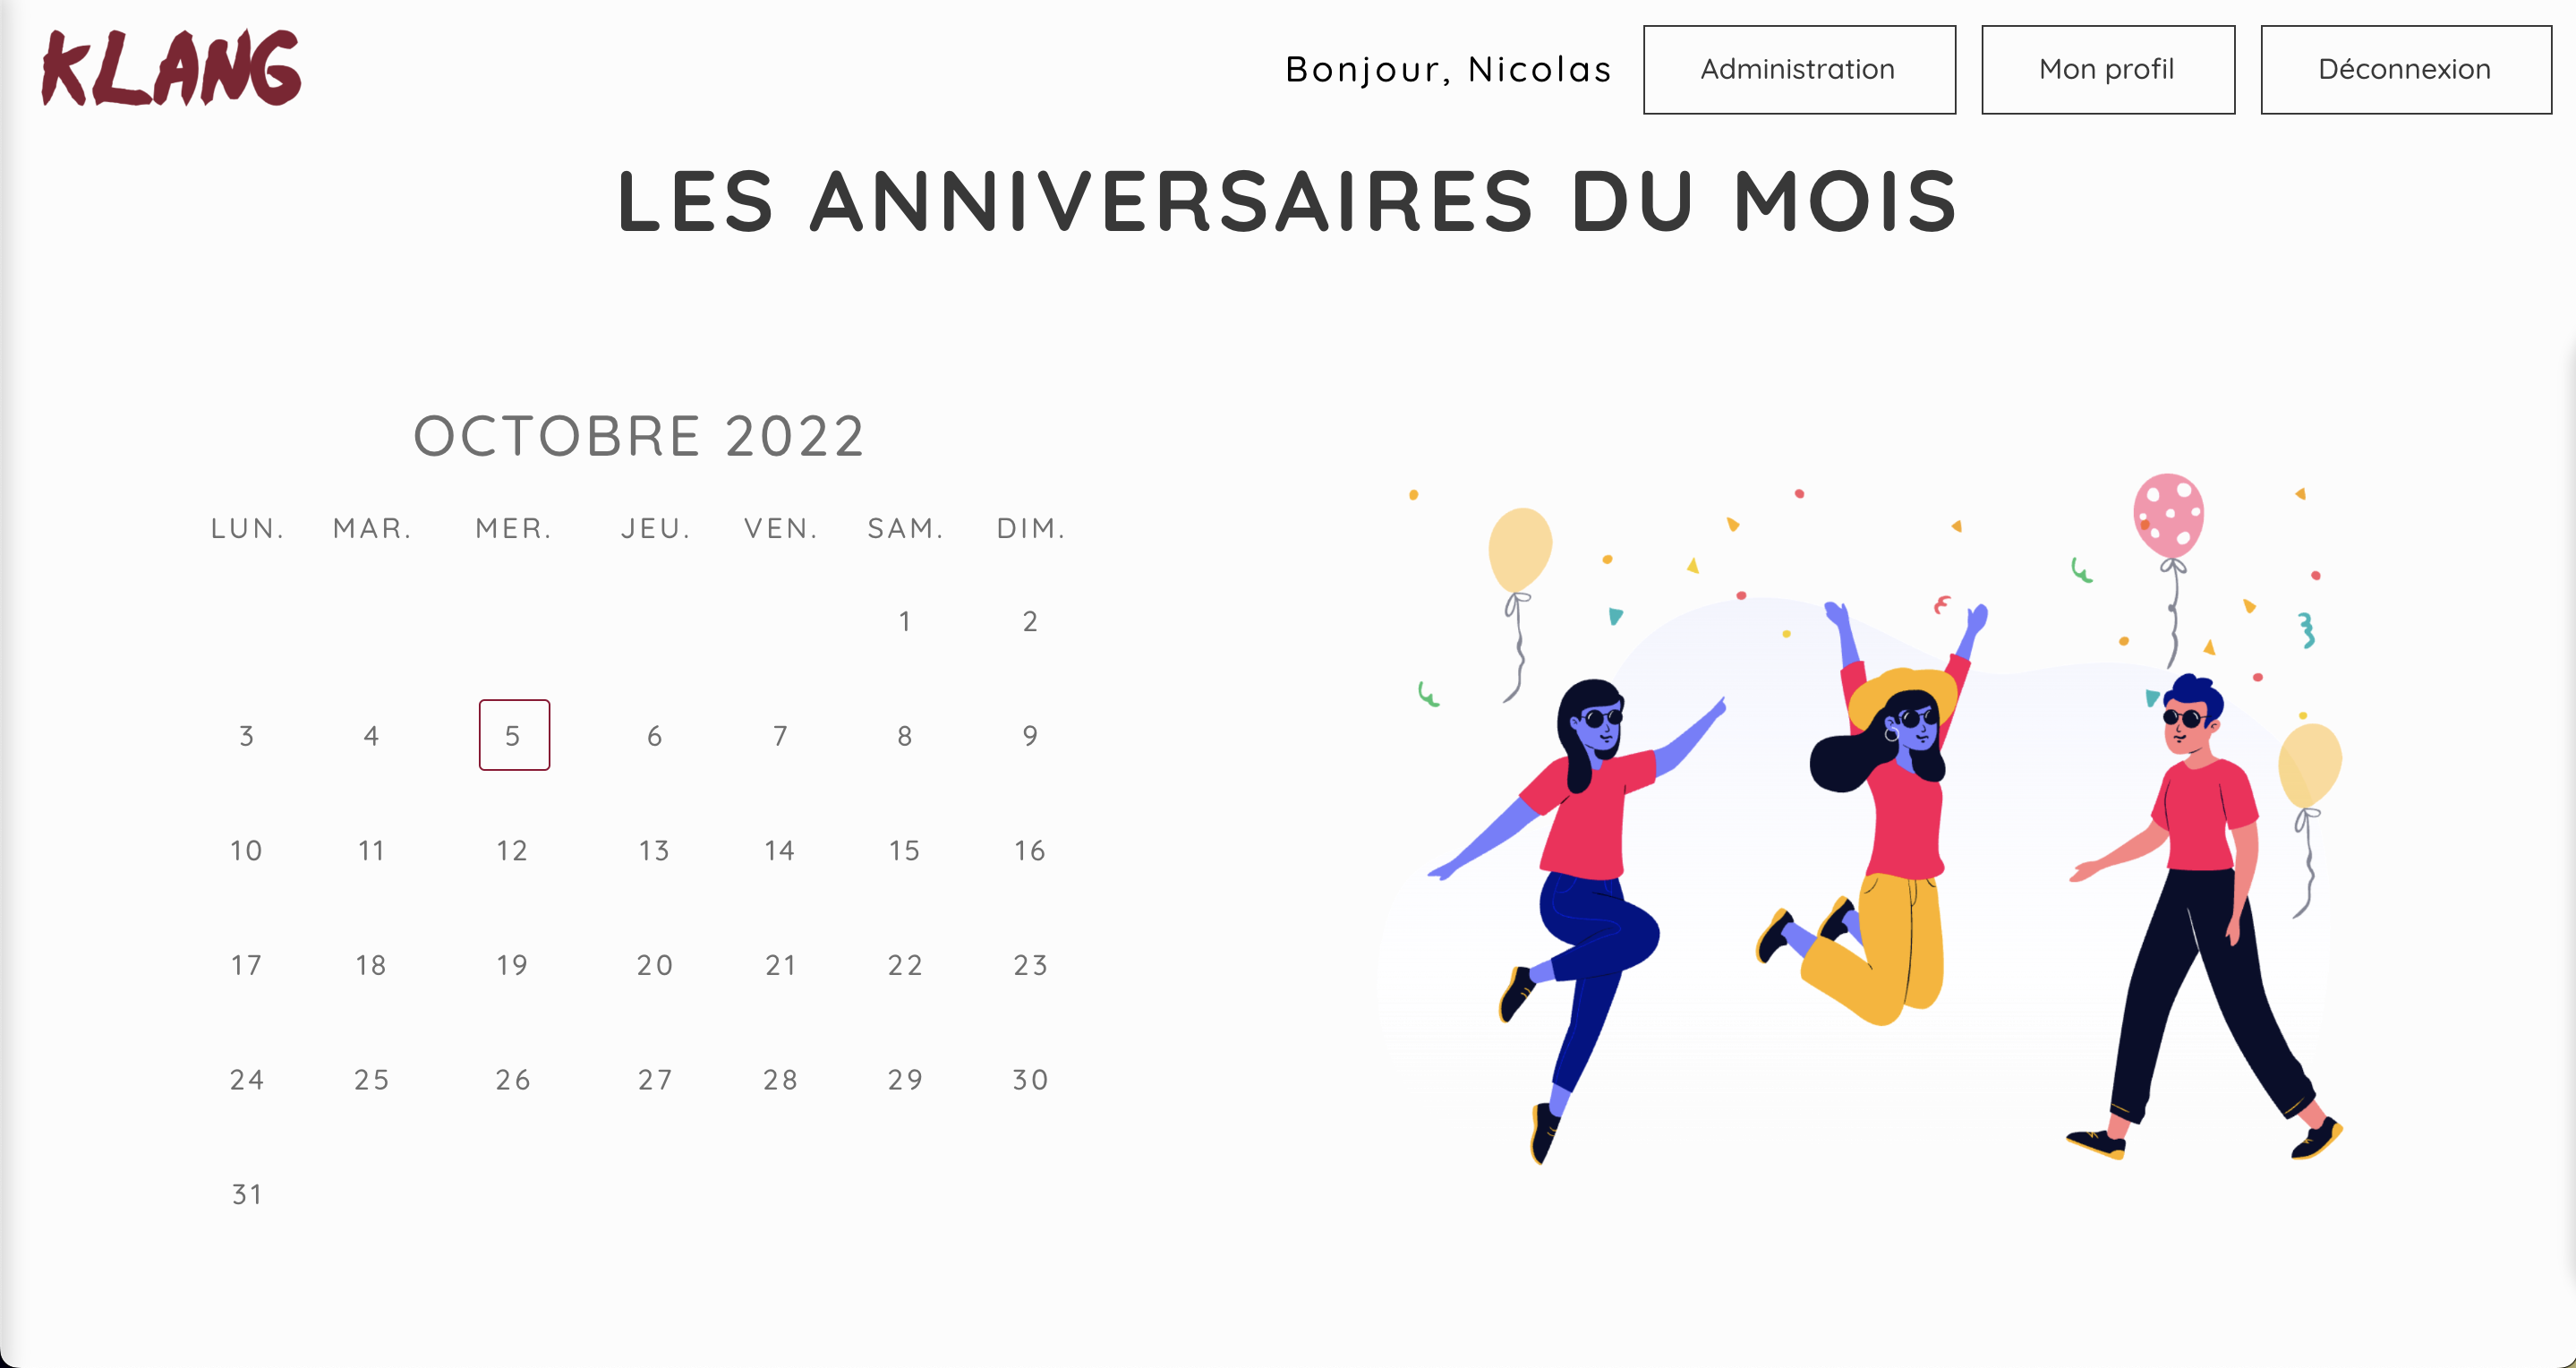 KLANG
Bonjour, Nicolas Administration Mon profil Déconnexion
LES ANNIVERSAIRES DU MOIS
OCTOBRE 2022
LUN. MAR. MER. JEU. VEN. SAM. DIM.
1 2
3 4 5 6 7 8 9
10 11 12 13 14 15 16
17 18 19 20 21 22 23
24 25 26 27 28 29 30
31